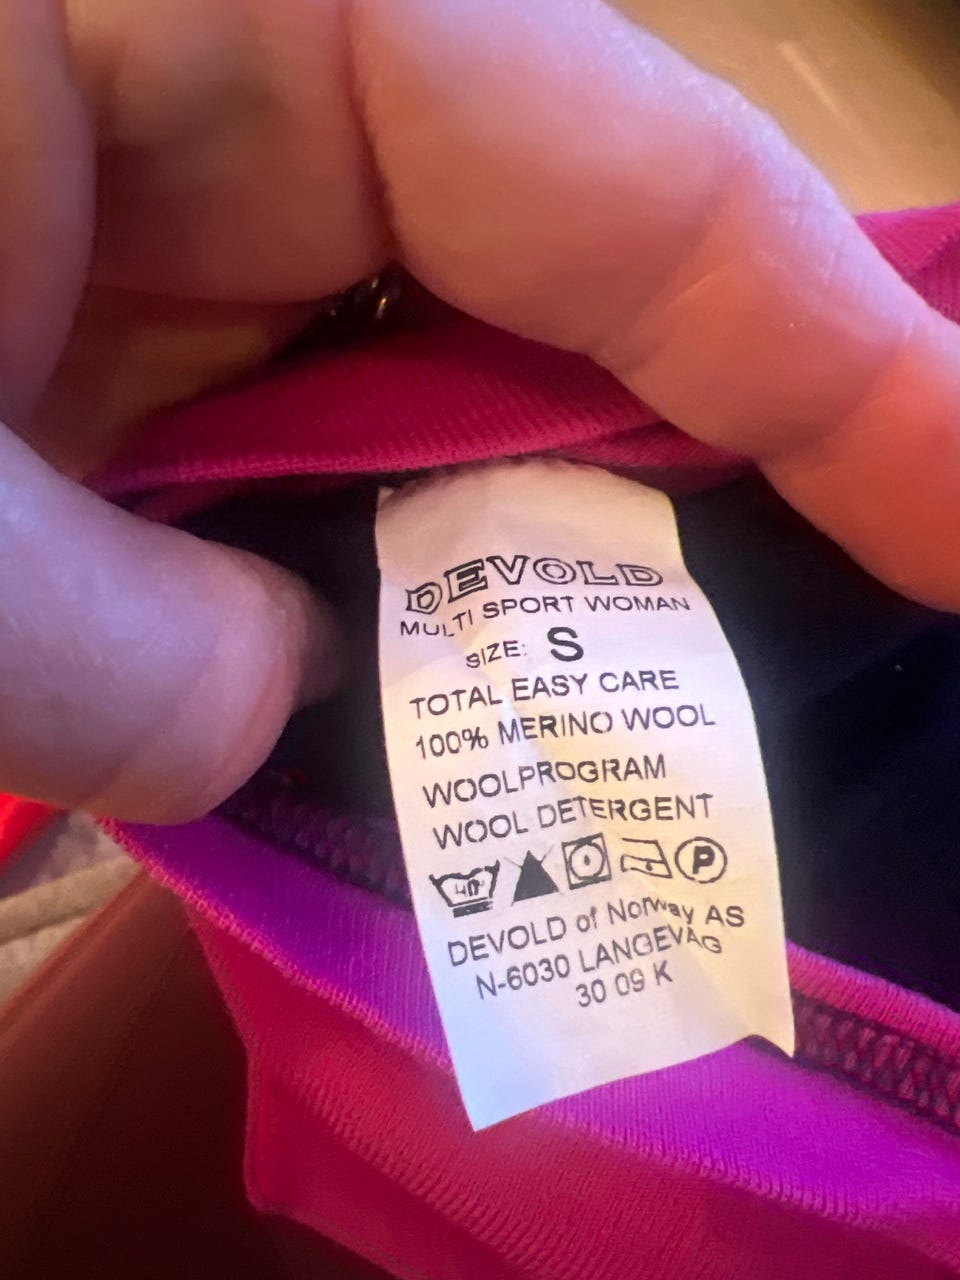 DEVOLD
MULTI SPORT WOMAN
SIZE: S
TOTAL EASY CARE
100% MERINO WOOL
WOOLPROGRAM
WOOL DETERGENT
40
P
DEVOLD of Norway AS
N-6030 LANGEVÅG
30 09 K